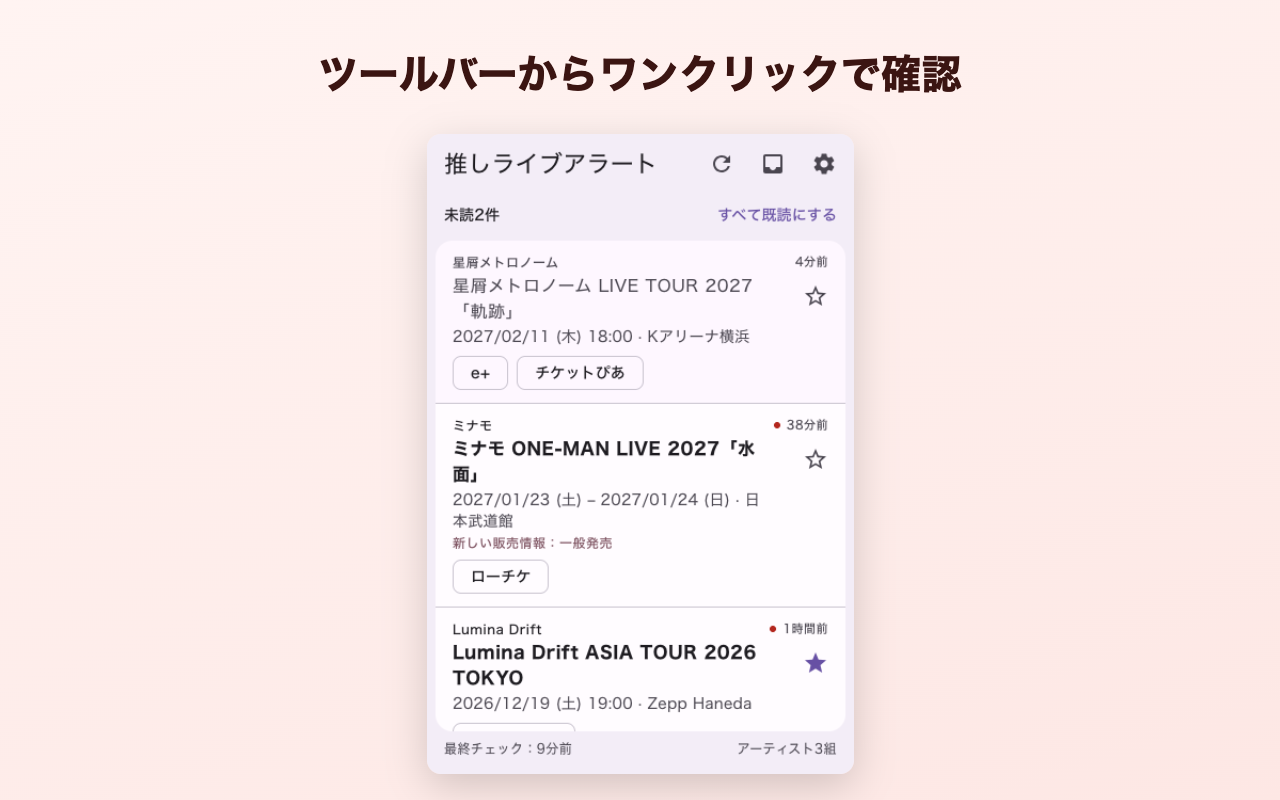 ツールバーからワンクリックで確認
推しライブアラート
未読2件
すべて既読にする
星屑メトロノーム
4分前
星屑メトロノーム LIVE TOUR 2027
「軌跡」
2027/02/11 (木) 18:00 · Kアリーナ横浜
e+
チケットぴあ
ミナモ
38分前
ミナモ ONE-MAN LIVE 2027「水
面」
2027/01/23 (土) – 2027/01/24 (日) · 日
本武道館
新しい販売情報：一般発売
ローチケ
Lumina Drift
1時間前
Lumina Drift ASIA TOUR 2026
TOKYO
2026/12/19 (土) 19:00 · Zepp Haneda
最終チェック：9分前
アーティスト3組